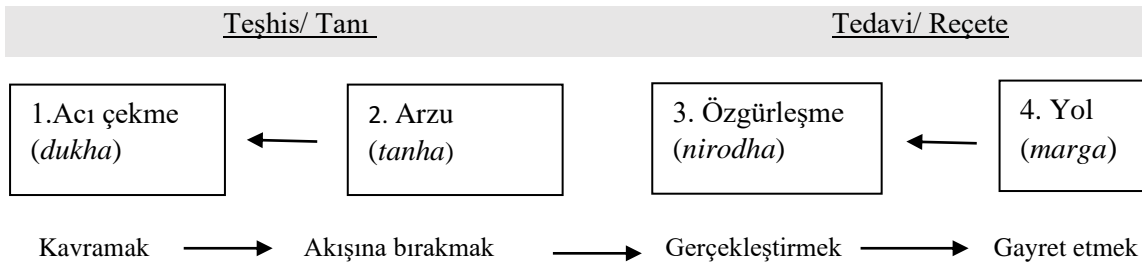 Teşhis/ Tanı Tedavi/ Reçete
1.Acı çekme
(dukha)
2. Arzu
(tanha)
3. Özgürleşme
(nirodha)
4. Yol
(marga)
Kavramak Akışına bırakmak Gerçekleştirmek Gayret etmek